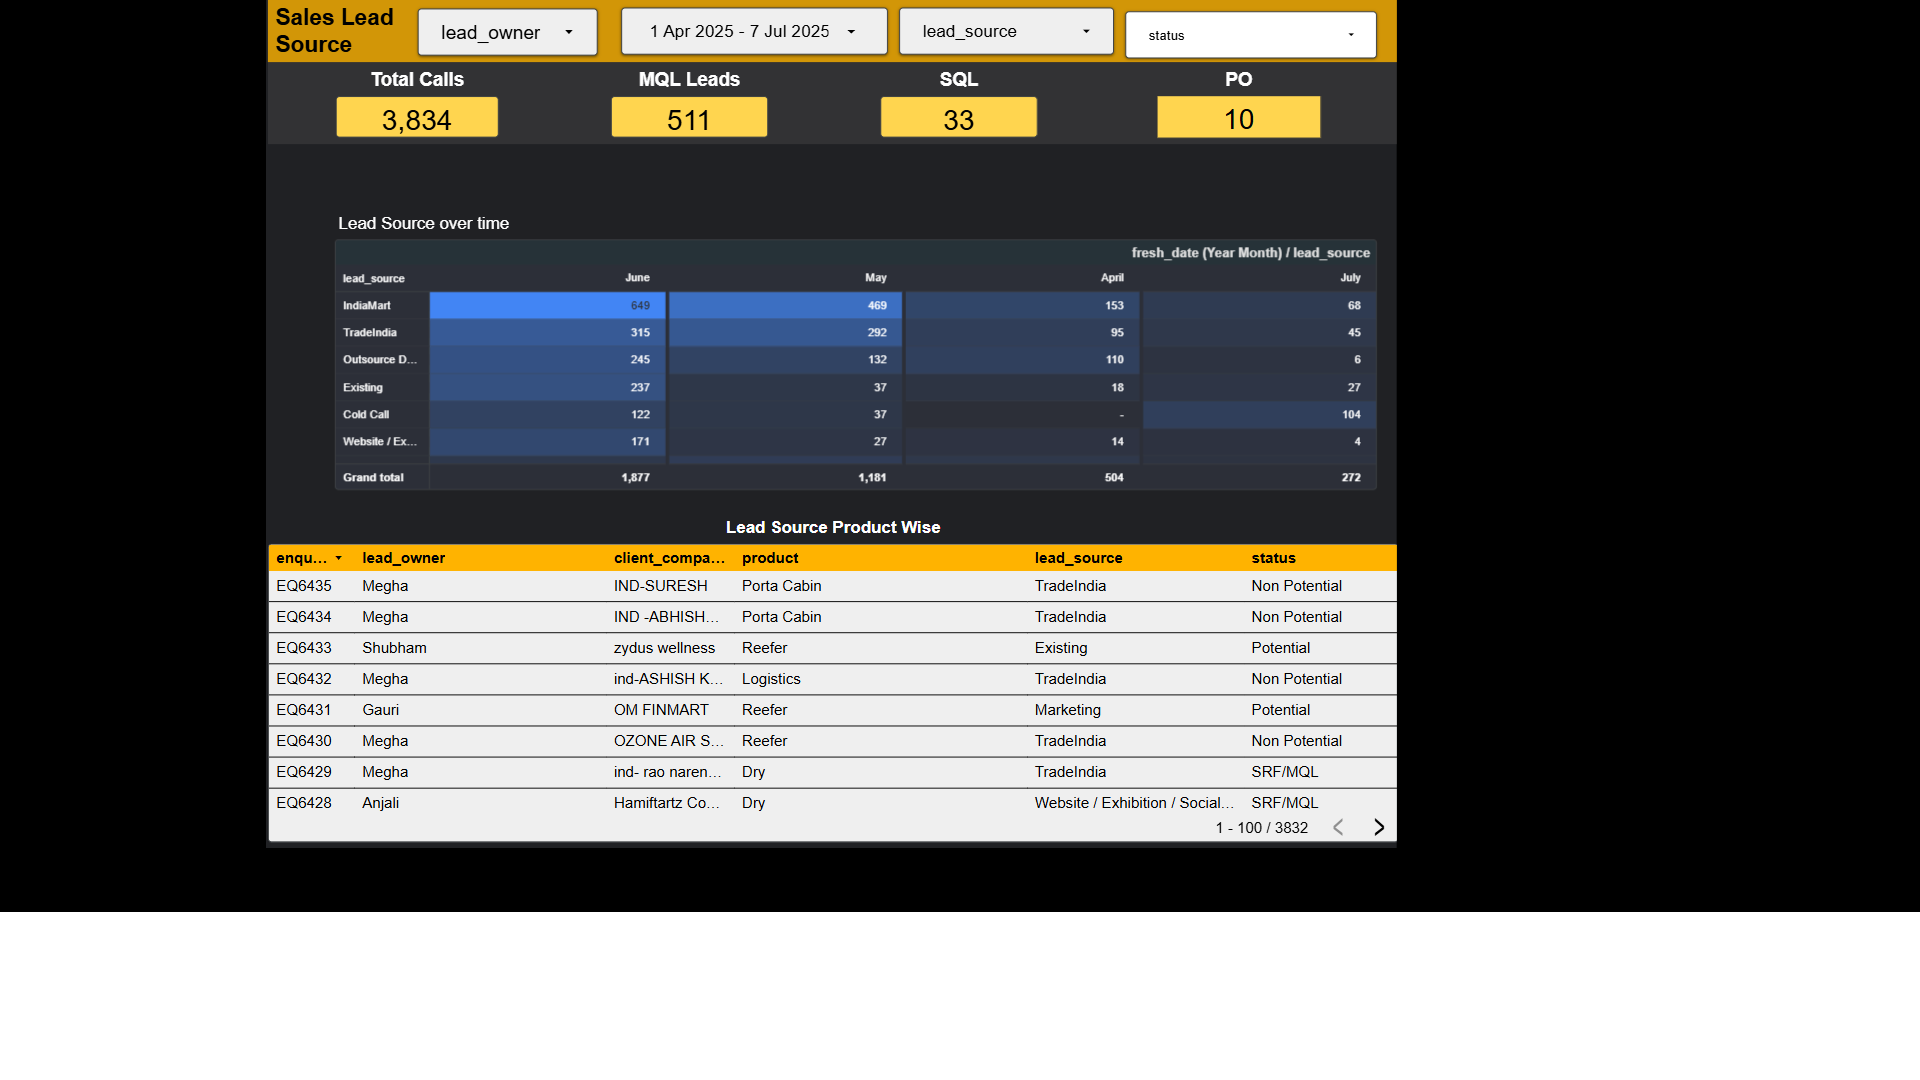 Sales Lead
Source
lead_owner
1 Apr 2025 - 7 Jul 2025
lead_source
status
Total Calls
MQL Leads
SQL
PO
3,834
511
33
10
Lead Source over time
fresh_date (Year Month) / lead_source
lead_source June May April July
IndiaMart 649 469 153 68
TradeIndia 315 292 95 45
Outsource D... 245 132 110 6
Existing 237 37 18 27
Cold Call 122 37 - 104
Website / Ex... 171 27 14 4
Grand total 1,877 1,181 504 272
Lead Source Product Wise
enqu... lead_owner client_compa... product lead_source status
EQ6435 Megha IND-SURESH Porta Cabin TradeIndia Non Potential
EQ6434 Megha IND -ABHISH... Porta Cabin TradeIndia Non Potential
EQ6433 Shubham zydus wellness Reefer Existing Potential
EQ6432 Megha ind-ASHISH K... Logistics TradeIndia Non Potential
EQ6431 Gauri OM FINMART Reefer Marketing Potential
EQ6430 Megha OZONE AIR S... Reefer TradeIndia Non Potential
EQ6429 Megha ind- rao naren... Dry TradeIndia SRF/MQL
EQ6428 Anjali Hamiftartz Co... Dry Website / Exhibition / Social... SRF/MQL
1 - 100 / 3832